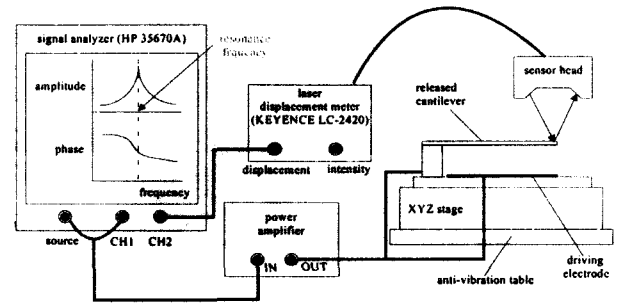 signal analyzer (HP 35670A)
resonance
frquency
amplitude
phase
frequency
source
CH1
CH2
laser
displacement meter
(KEYENCE LC-2420)
displacement
intensity
power
amplifier
IN
OUT
sensor head
released
cantilever
XYZ stage
anti-vibration table
driving
electrode